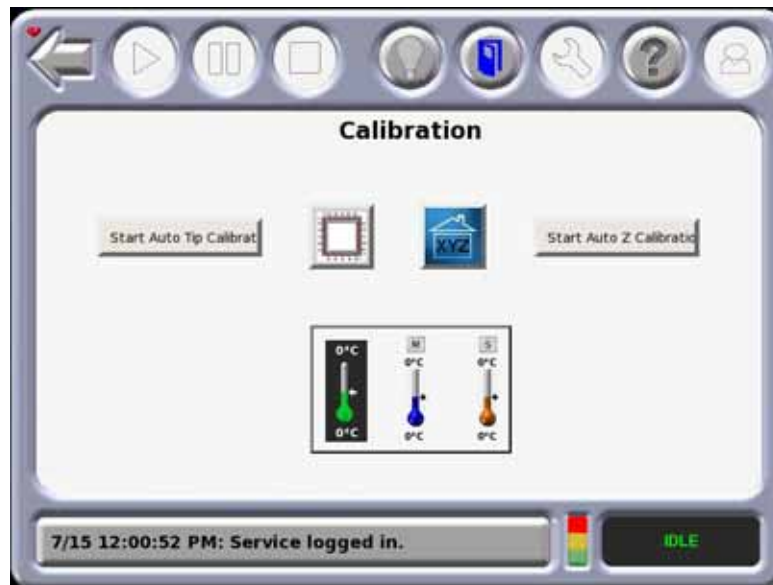 ?
Calibration
Start Auto Tip Calibrat
XYZ
Start Auto Z Calibratio
0°C M S
0°C 0°C
0°C 0°C 0°C
7/15 12:00:52 PM: Service logged in.
IDLE